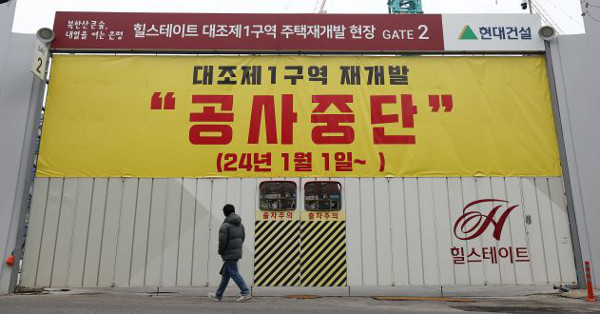 북한산 큰숲,
내일을 여는 은평
힐스테이트 대조제1구역 주택재개발 현장 GATE 2
현대건설
2
대조제1구역 재개발
“공사중단”
(24년 1월 1일~ )
출차주의 출차주의
H
힐스테이트